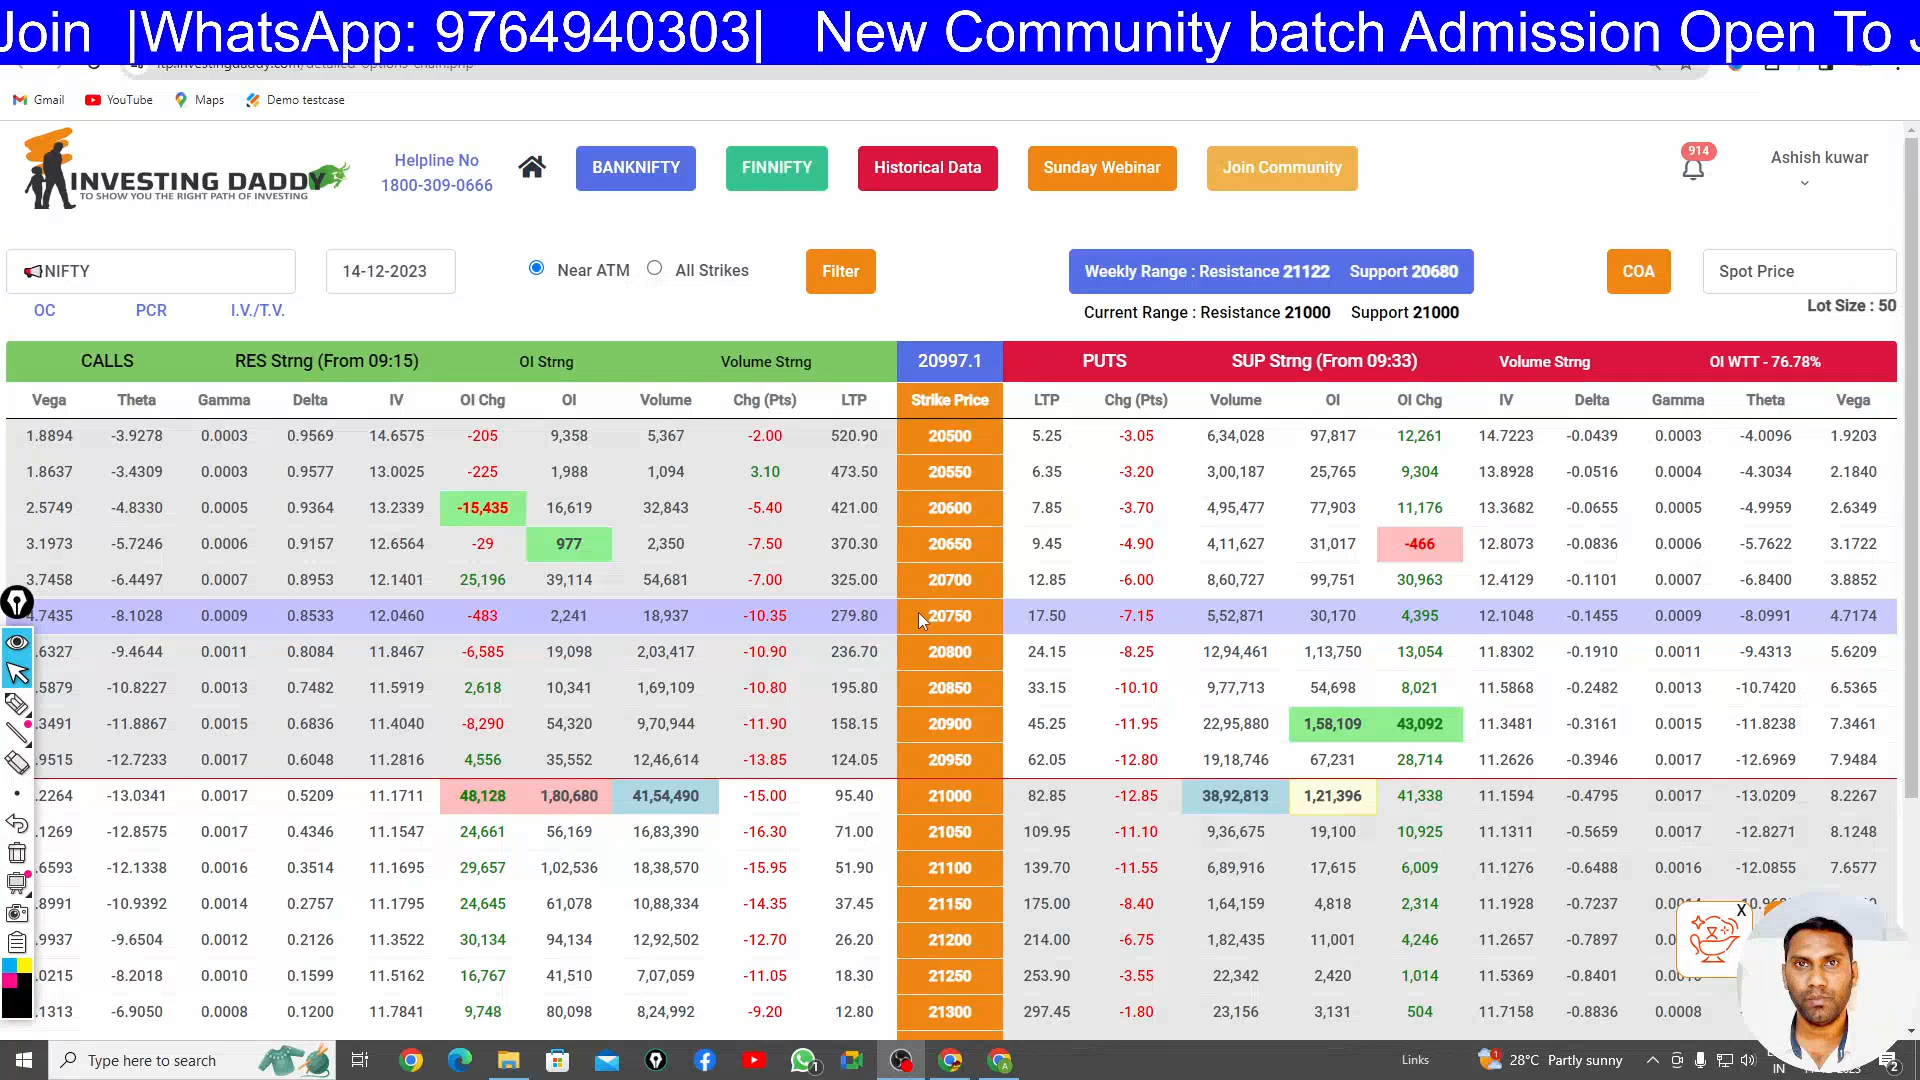 Join |WhatsApp: 9764940303| New Community batch Admission Open To
Gmail YouTube Maps Demo testcase
INVESTING DADDY
TO SHOW YOU THE RIGHT PATH OF INVESTING
Helpline No
1800-309-0666
BANKNIFTY FINNIFTY Historical Data Sunday Webinar Join Community
914
Ashish kuwar
NIFTY 14-12-2023 Near ATM All Strikes Filter
Weekly Range : Resistance 21122 Support 20680
COA Spot Price
OC PCR I.V./T.V.
Current Range : Resistance 21000 Support 21000
Lot Size : 50
CALLS RES Strng (From 09:15) OI Strng Volume Strng 20997.1 PUTS SUP Strng (From 09:33) Volume Strng OI WTT - 76.78%
Vega Theta Gamma Delta IV OI Chg OI Volume Chg (Pts) LTP Strike Price LTP Chg (Pts) Volume OI OI Chg IV Delta Gamma Theta Vega
1.8894 -3.9278 0.0003 0.9569 14.6575 -205 9,358 5,367 -2.00 520.90 20500 5.25 -3.05 6,34,028 97,817 12,261 14.7223 -0.0439 0.0003 -4.0096 1.9203
1.8637 -3.4309 0.0003 0.9577 13.0025 -225 1,988 1,094 3.10 473.50 20550 6.35 -3.20 3,00,187 25,765 9,304 13.8928 -0.0516 0.0004 -4.3034 2.1840
2.5749 -4.8330 0.0005 0.9364 13.2339 -15,435 16,619 32,843 -5.40 421.00 20600 7.85 -3.70 4,95,477 77,903 11,176 13.3682 -0.0655 0.0005 -4.9959 2.6349
3.1973 -5.7246 0.0006 0.9157 12.6564 -29 977 2,350 -7.50 370.30 20650 9.45 -4.90 4,11,627 31,017 -466 12.8073 -0.0836 0.0006 -5.7622 3.1722
3.7458 -6.4497 0.0007 0.8953 12.1401 25,196 39,114 54,681 -7.00 325.00 20700 12.85 -6.00 8,60,727 99,751 30,963 12.4129 -0.1101 0.0007 -6.8400 3.8852
.7435 -8.1028 0.0009 0.8533 12.0460 -483 2,241 18,937 -10.35 279.80 20750 17.50 -7.15 5,52,871 30,170 4,395 12.1048 -0.1455 0.0009 -8.0991 4.7174
.6327 -9.4644 0.0011 0.8084 11.8467 -6,585 19,098 2,03,417 -10.90 236.70 20800 24.15 -8.25 12,94,461 1,13,750 13,054 11.8302 -0.1910 0.0011 -9.4313 5.6209
.5879 -10.8227 0.0013 0.7482 11.5919 2,618 10,341 1,69,109 -10.80 195.80 20850 33.15 -10.10 9,77,713 54,698 8,021 11.5868 -0.2482 0.0013 -10.7420 6.5365
.3491 -11.8867 0.0015 0.6836 11.4040 -8,290 54,320 9,70,944 -11.90 158.15 20900 45.25 -11.95 22,95,880 1,58,109 43,092 11.3481 -0.3161 0.0015 -11.8238 7.3461
.9515 -12.7233 0.0017 0.6048 11.2816 4,556 35,552 12,46,614 -13.85 124.05 20950 62.05 -12.80 19,18,746 67,231 28,714 11.2626 -0.3946 0.0017 -12.6969 7.9484
.2264 -13.0341 0.0017 0.5209 11.1711 48,128 1,80,680 41,54,490 -15.00 95.40 21000 82.85 -12.85 38,92,813 1,21,396 41,338 11.1594 -0.4795 0.0017 -13.0209 8.2267
.1269 -12.8575 0.0017 0.4346 11.1547 24,661 56,169 16,83,390 -16.30 71.00 21050 109.95 -11.10 9,36,675 19,100 10,925 11.1311 -0.5659 0.0017 -12.8271 8.1248
.6593 -12.1338 0.0016 0.3514 11.1695 29,657 1,02,536 18,38,570 -15.95 51.90 21100 139.70 -11.55 6,89,916 17,615 6,009 11.1276 -0.6488 0.0016 -12.0855 7.6577
.8991 -10.9392 0.0014 0.2757 11.1795 24,645 61,078 10,88,334 -14.35 37.45 21150 175.00 -8.40 1,64,159 4,818 2,314 11.1928 -0.7237
.9937 -9.6504 0.0012 0.2126 11.3522 30,134 94,134 12,92,502 -12.70 26.20 21200 214.00 -6.75 1,82,435 11,001 4,246 11.2657 -0.7897
.0215 -8.2018 0.0010 0.1599 11.5162 16,767 41,510 7,07,059 -11.05 18.30 21250 253.90 -3.55 22,342 2,420 1,014 11.5369 -0.8401
.1313 -6.9050 0.0008 0.1200 11.7841 9,748 80,098 8,24,992 -9.20 12.80 21300 297.45 -1.80 23,156 3,131 504 11.7158 -0.8836 0.0008
X
Type here to search Links 28°C Partly sunny IN